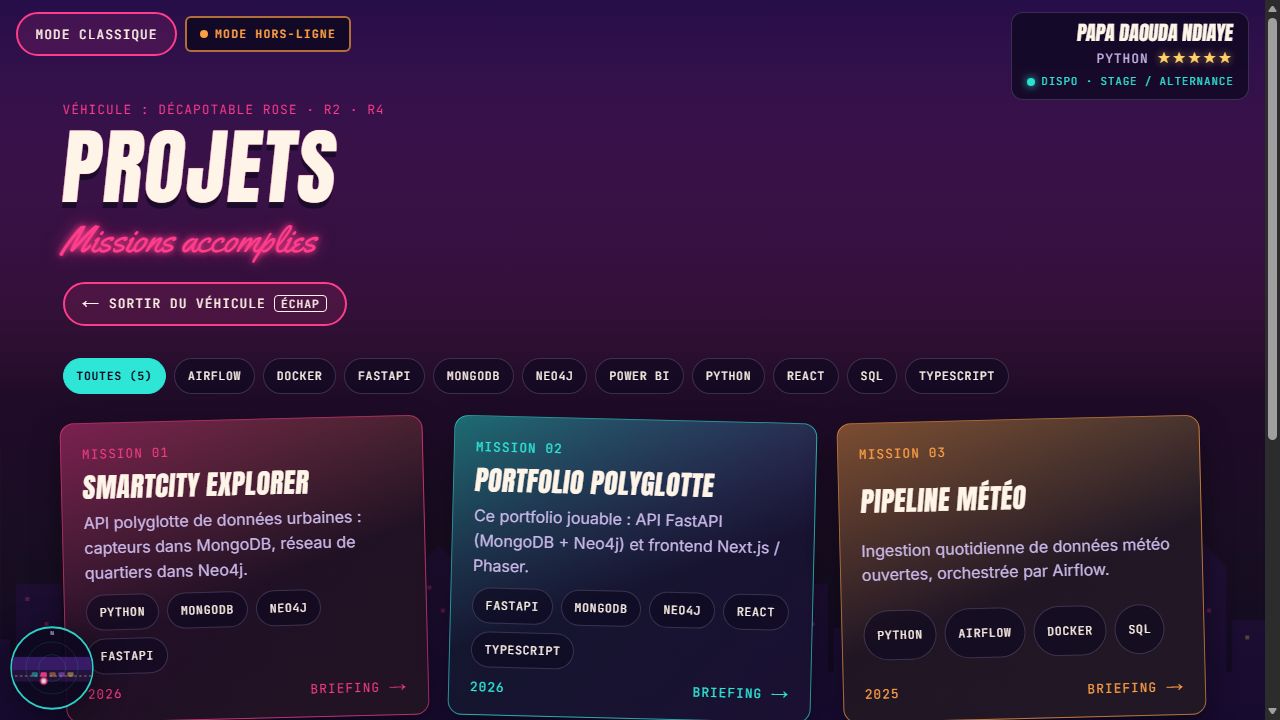 MODE CLASSIQUE
MODE HORS-LIGNE
PAPA DAOUDA NDIAYE
PYTHON ★★★★★
DISPO · STAGE / ALTERNANCE
VÉHICULE : DÉCAPOTABLE ROSE · R2 · R4
PROJETS
Missions accomplies
← SORTIR DU VÉHICULE ÉCHAP
TOUTES (5) AIRFLOW DOCKER FASTAPI MONGODB NEO4J POWER BI PYTHON REACT SQL TYPESCRIPT
MISSION 01
SMARTCITY EXPLORER
API polyglotte de données urbaines :
capteurs dans MongoDB, réseau de
quartiers dans Neo4j.
PYTHON MONGODB NEO4J
FASTAPI
2026 BRIEFING →
MISSION 02
PORTFOLIO POLYGLOTTE
Ce portfolio jouable : API FastAPI
(MongoDB + Neo4j) et frontend Next.js /
Phaser.
FASTAPI MONGODB NEO4J REACT
TYPESCRIPT
2026 BRIEFING →
MISSION 03
PIPELINE MÉTÉO
Ingestion quotidienne de données météo
ouvertes, orchestrée par Airflow.
PYTHON AIRFLOW DOCKER SQL
2025 BRIEFING →
N